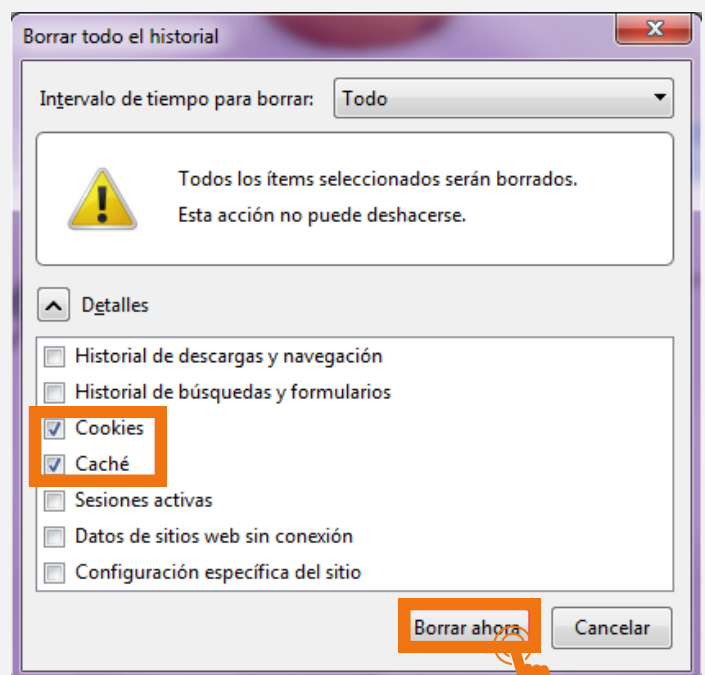 Borrar todo el historial
Intervalo de tiempo para borrar: Todo
Todos los ítems seleccionados serán borrados.
Esta acción no puede deshacerse.
Detalles
Historial de descargas y navegación
Historial de búsquedas y formularios
Cookies
Caché
Sesiones activas
Datos de sitios web sin conexión
Configuración específica del sitio
Borrar ahora Cancelar